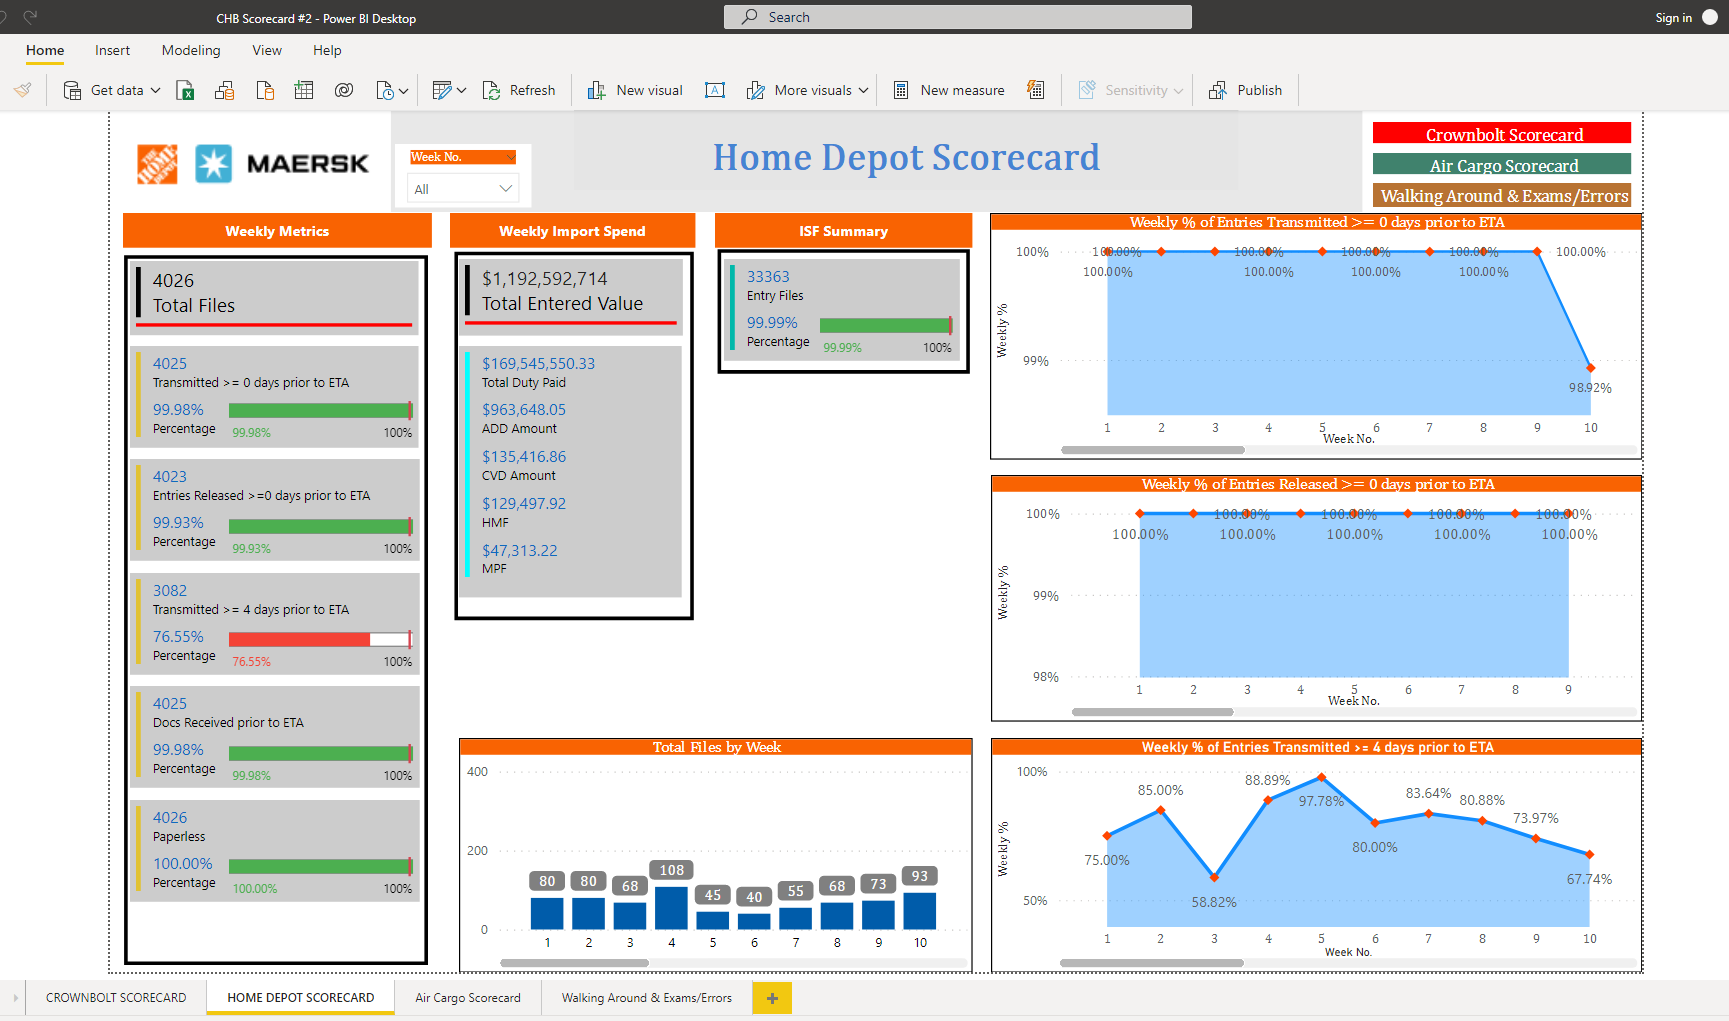 CHB Scorecard #2 - Power BI Desktop
Search
Sign in
Home Insert Modeling View Help
Get data
Refresh
New visual
A
More visuals
New measure
Sensitivity
Publish
THE HOME DEPOT
MAERSK
Week No.
All
Home Depot Scorecard
Crownbolt Scorecard
Air Cargo Scorecard
Walking Around & Exams/Errors
Weekly Metrics
4026
Total Files
4025
Transmitted >= 0 days prior to ETA
99.98%
Percentage
99.98% 100%
4023
Entries Released >=0 days prior to ETA
99.93%
Percentage
99.93% 100%
3082
Transmitted >= 4 days prior to ETA
76.55%
Percentage
76.55% 100%
4025
Docs Received prior to ETA
99.98%
Percentage
99.98% 100%
4026
Paperless
100.00%
Percentage
100.00% 100%
Weekly Import Spend
$1,192,592,714
Total Entered Value
$169,545,550.33
Total Duty Paid
$963,648.05
ADD Amount
$135,416.86
CVD Amount
$129,497.92
HMF
$47,313.22
MPF
ISF Summary
33363
Entry Files
99.99%
Percentage
99.99% 100%
Total Files by Week
400
200
0
80 80 68 108 45 40 55 68 73 93
1 2 3 4 5 6 7 8 9 10
Weekly % of Entries Transmitted >= 0 days prior to ETA
Weekly %
100%
99%
100.00% 100.00% 100.00% 100.00% 100.00%
100.00% 100.00% 100.00% 100.00%
98.92%
1 2 3 4 5 6 7 8 9 10
Week No.
Weekly % of Entries Released >= 0 days prior to ETA
Weekly %
100%
99%
98%
100.00% 100.00% 100.00% 100.00%
100.00% 100.00% 100.00% 100.00% 100.00%
1 2 3 4 5 6 7 8 9
Week No.
Weekly % of Entries Transmitted >= 4 days prior to ETA
Weekly %
100%
50%
75.00% 85.00% 58.82% 88.89% 97.78% 80.00% 83.64% 80.88% 73.97% 67.74%
1 2 3 4 5 6 7 8 9 10
Week No.
CROWNBOLT SCORECARD
HOME DEPOT SCORECARD
Air Cargo Scorecard
Walking Around & Exams/Errors
+